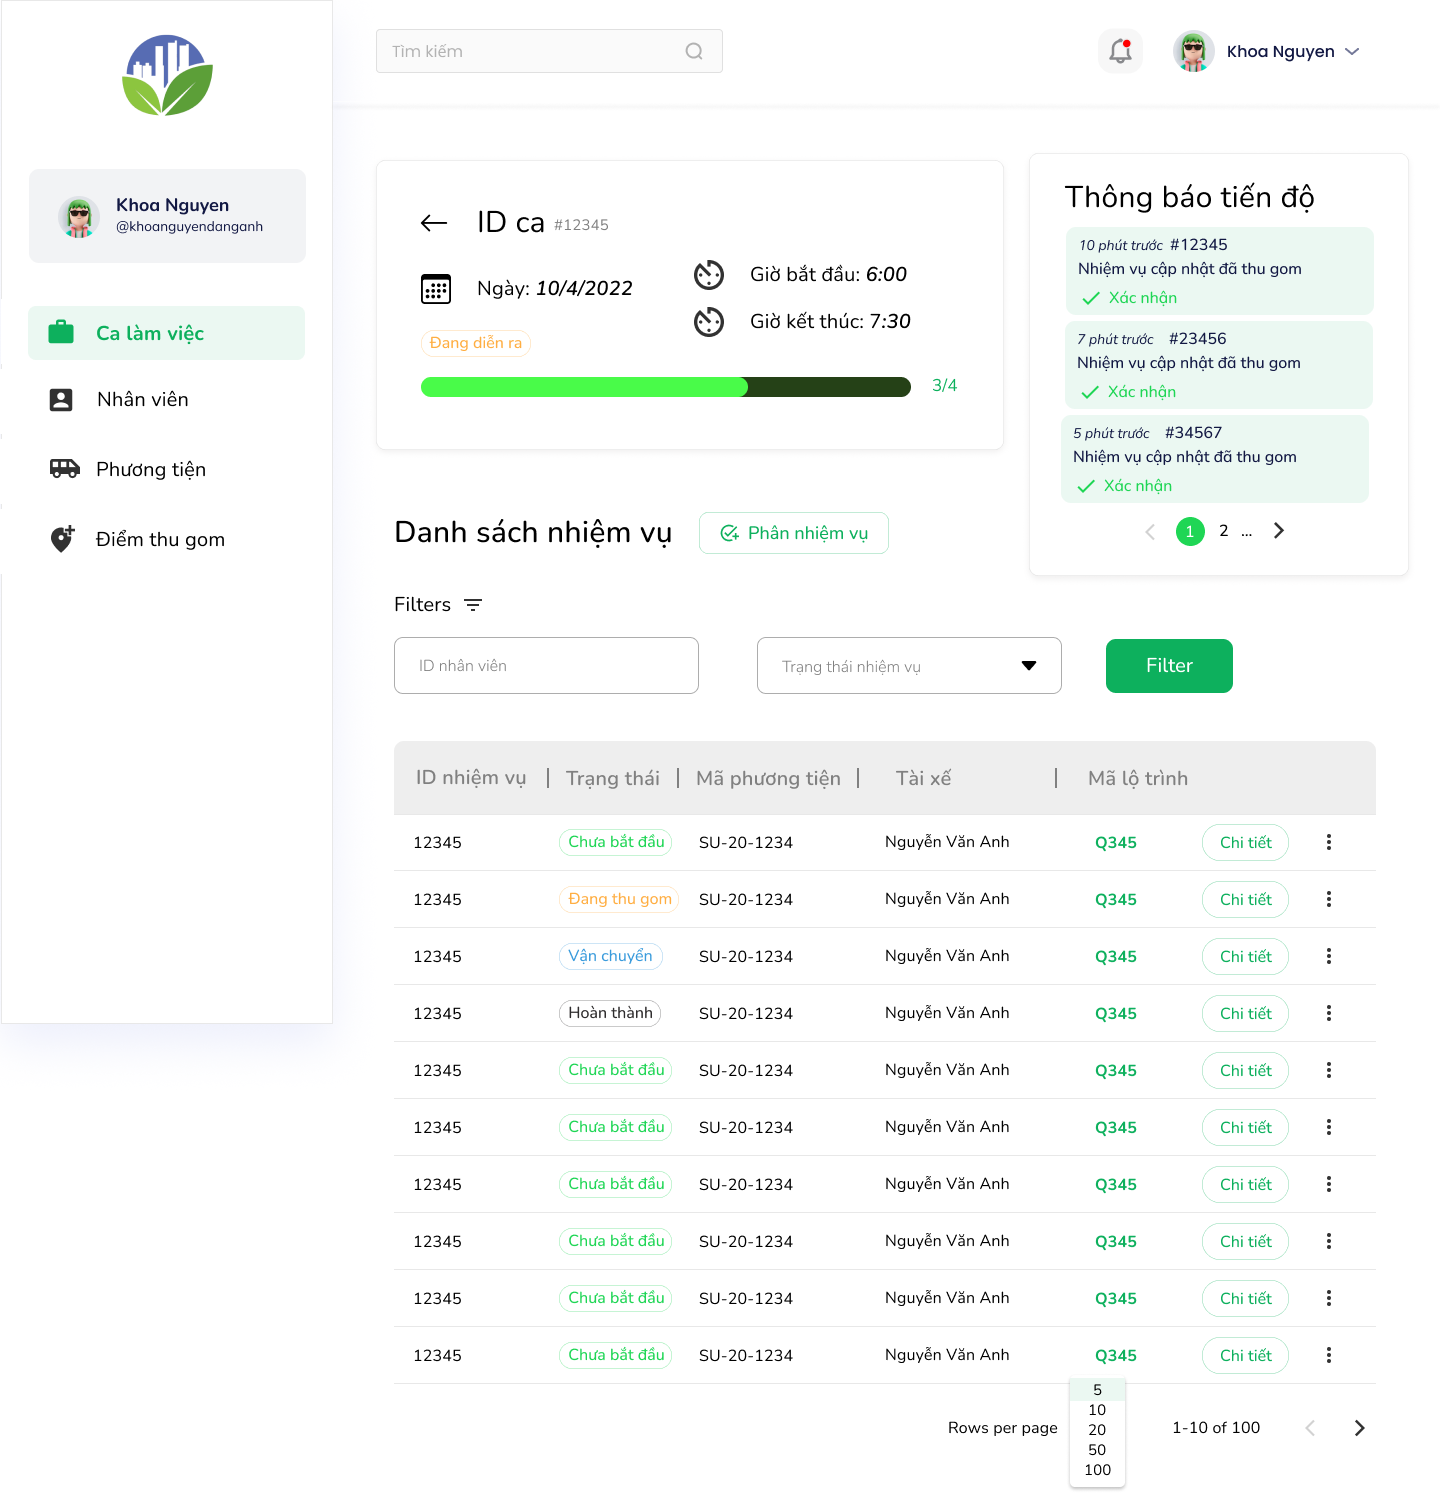 Tìm kiếm
Khoa Nguyen
Khoa Nguyen
@khoanguyendanganh
Ca làm việc
Nhân viên
Phương tiện
Điểm thu gom
ID ca #12345
Ngày: 10/4/2022
Giờ bắt đầu: 6:00
Giờ kết thúc: 7:30
Đang diễn ra
3/4
Thông báo tiến độ
10 phút trước #12345
Nhiệm vụ cập nhật đã thu gom
Xác nhận
7 phút trước #23456
Nhiệm vụ cập nhật đã thu gom
Xác nhận
5 phút trước #34567
Nhiệm vụ cập nhật đã thu gom
Xác nhận
1 2 ...
Danh sách nhiệm vụ
Phân nhiệm vụ
Filters
ID nhân viên
Trạng thái nhiệm vụ
Filter
ID nhiệm vụ | Trạng thái | Mã phương tiện | Tài xế | Mã lộ trình
12345 Chưa bắt đầu SU-20-1234 Nguyễn Văn Anh Q345 Chi tiết
12345 Đang thu gom SU-20-1234 Nguyễn Văn Anh Q345 Chi tiết
12345 Vận chuyển SU-20-1234 Nguyễn Văn Anh Q345 Chi tiết
12345 Hoàn thành SU-20-1234 Nguyễn Văn Anh Q345 Chi tiết
12345 Chưa bắt đầu SU-20-1234 Nguyễn Văn Anh Q345 Chi tiết
12345 Chưa bắt đầu SU-20-1234 Nguyễn Văn Anh Q345 Chi tiết
12345 Chưa bắt đầu SU-20-1234 Nguyễn Văn Anh Q345 Chi tiết
12345 Chưa bắt đầu SU-20-1234 Nguyễn Văn Anh Q345 Chi tiết
12345 Chưa bắt đầu SU-20-1234 Nguyễn Văn Anh Q345 Chi tiết
12345 Chưa bắt đầu SU-20-1234 Nguyễn Văn Anh Q345 Chi tiết
Rows per page
5
10
20
50
100
1-10 of 100